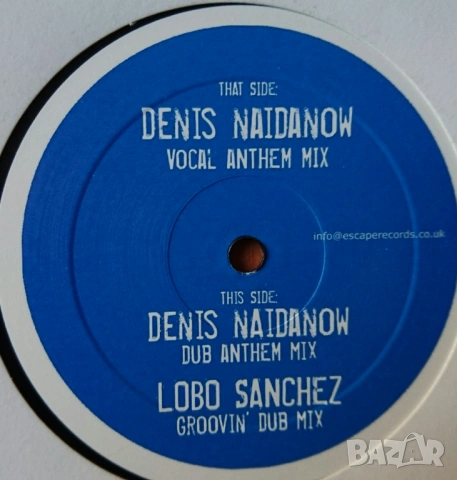 THAT SIDE:
DENIS NAIDANOW
VOCAL ANTHEM MIX
info@escaperecords.co.uk
THIS SIDE:
DENIS NAIDANOW
DUB ANTHEM MIX
LOBO SANCHEZ
GROOVIN' DUB MIX
BAZAR